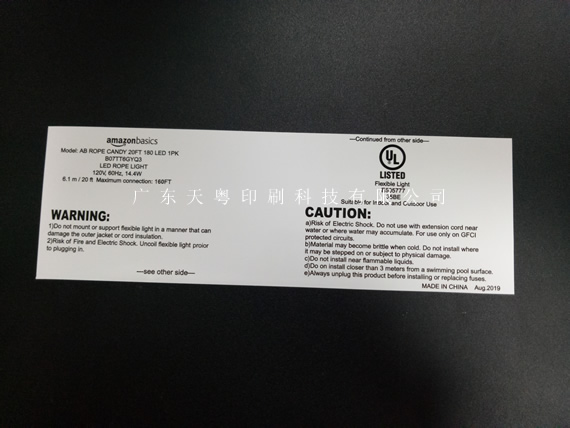 amazonbasics
Model: AB ROPE CANDY 20FT 180 LED 1PK
B07TT6GYQ3
LED ROPE LIGHT
120V, 60Hz, 14.4W
6.1 m / 20 ft Maximum connection: 160FT
WARNING:
1)Do not mount or support flexible light in a manner that can
damage the outer jacket or cord insulation.
2)Risk of Fire and Electric Shock. Uncoil flexible light proior
to plugging in.
—see other side—
—Continued from other side—
UL
LISTED
Flexible Light
Suitable for Indoor and Outdoor Use
CAUTION:
a)Risk of Electric Shock. Do not use with extension cord near
water or where water may accumulate. For use only on GFCI
protected circuits.
b)Material may become brittle when cold. Do not install where
it may be stepped on or subject to physical damage.
c)Do not install near flammable liquids.
d)Do on install closer than 3 meters from a swimming pool surface.
e)Always unplug this product before installing or replacing fuses.
MADE IN CHINA Aug.2019
广东天粤印刷科技有限公司